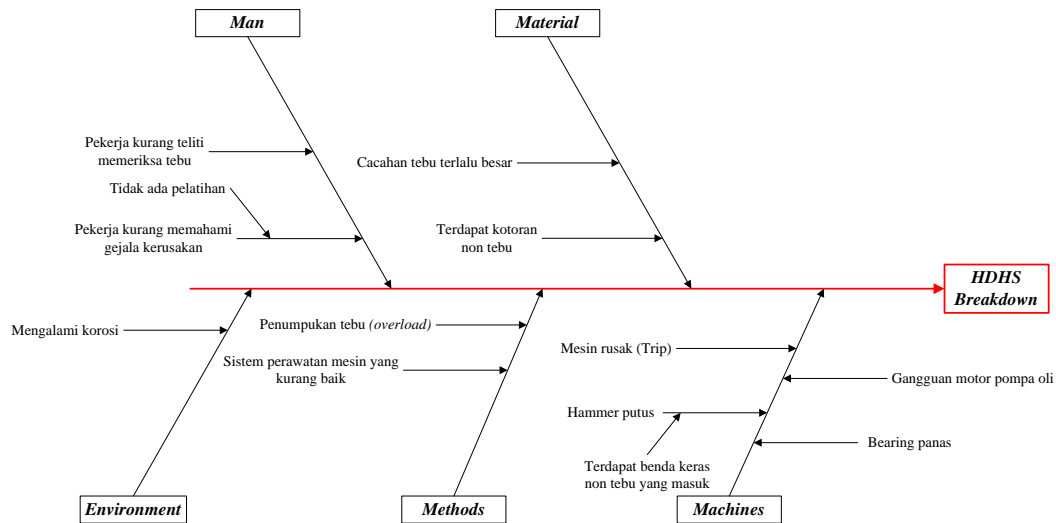 Man
Material
Pekerja kurang teliti
memeriksa tebu
Cacahan tebu terlalu besar
Tidak ada pelatihan
Pekerja kurang memahami
gejala kerusakan
Terdapat kotoran
non tebu
HDHS
Breakdown
Mengalami korosi
Penumpukan tebu (overload)
Sistem perawatan mesin yang
kurang baik
Mesin rusak (Trip)
Gangguan motor pompa oli
Hammer putus
Bearing panas
Terdapat benda keras
non tebu yang masuk
Environment
Methods
Machines